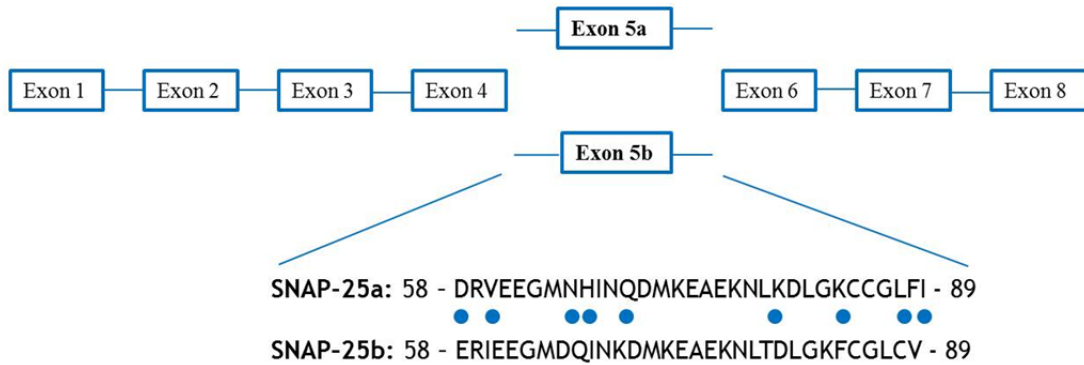 Exon 5a
Exon 1 Exon 2 Exon 3 Exon 4 Exon 6 Exon 7 Exon 8
Exon 5b
SNAP-25a: 58 - DRVEEGMNHINQDMKEAEKNLKDLGKCCGLFI - 89
SNAP-25b: 58 - ERIEEGMDQINKDMKEAEKNLTDLGKFCGLCV - 89